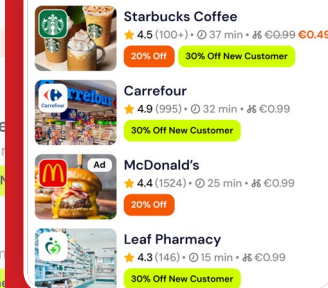 Starbucks Coffee
4.5 (100+) • 37 min • €0.99 €0.49
20% Off 30% Off New Customer
Carrefour
Carrefour
4.9 (995) • 32 min • €0.99
30% Off New Customer
Ad
McDonald's
4.4 (1524) • 25 min • €0.99
20% Off
Leaf Pharmacy
4.3 (146) • 15 min • €0.99
30% Off New Customer